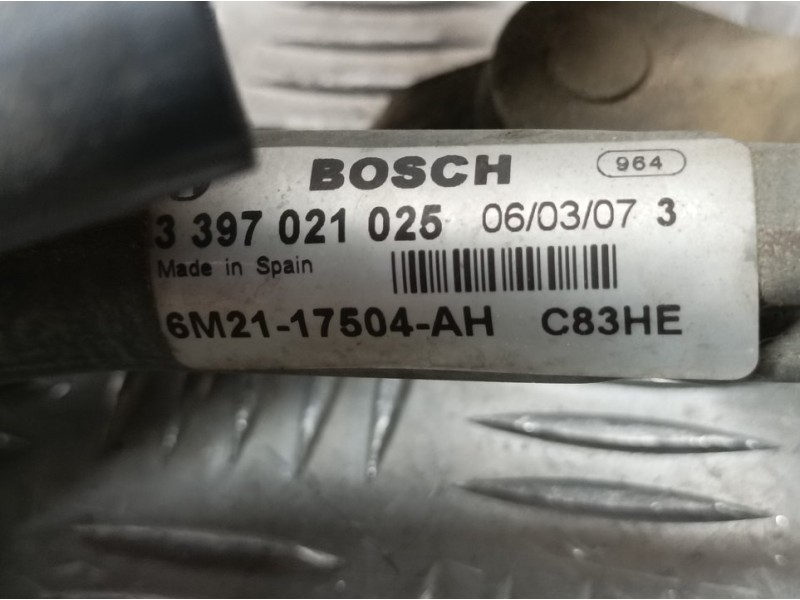 BOSCH 964
3 397 021 025 06/03/07 3
Made in Spain
6M21-17504-AH C83HE